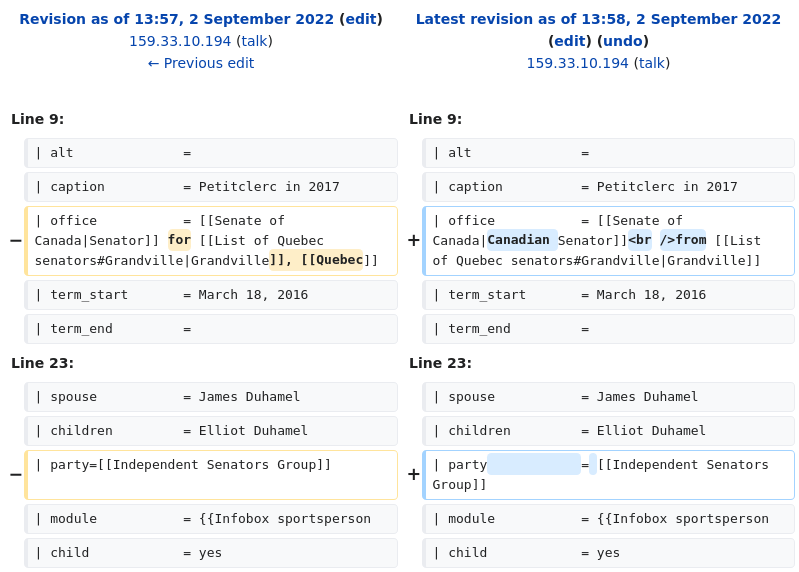 Revision as of 13:57, 2 September 2022 (edit)
159.33.10.194 (talk)
← Previous edit
Latest revision as of 13:58, 2 September 2022
(edit) (undo)
159.33.10.194 (talk)
Line 9:
Line 9:
| alt            =
| alt            =
| caption          = Petitclerc in 2017
| caption          = Petitclerc in 2017
− | office           = [[Senate of
Canada|Senator]] for [[List of Quebec
senators#Grandville|Grandville]], [[Quebec]]
+ | office           = [[Senate of
Canada|Canadian Senator]]<br />from [[List
of Quebec senators#Grandville|Grandville]]
| term_start       = March 18, 2016
| term_start       = March 18, 2016
| term_end         =
| term_end         =
Line 23:
Line 23:
| spouse           = James Duhamel
| spouse           = James Duhamel
| children         = Elliot Duhamel
| children         = Elliot Duhamel
− | party=[[Independent Senators Group]]
+ | party            = [[Independent Senators
Group]]
| module           = {{Infobox sportsperson
| module           = {{Infobox sportsperson
| child            = yes
| child            = yes